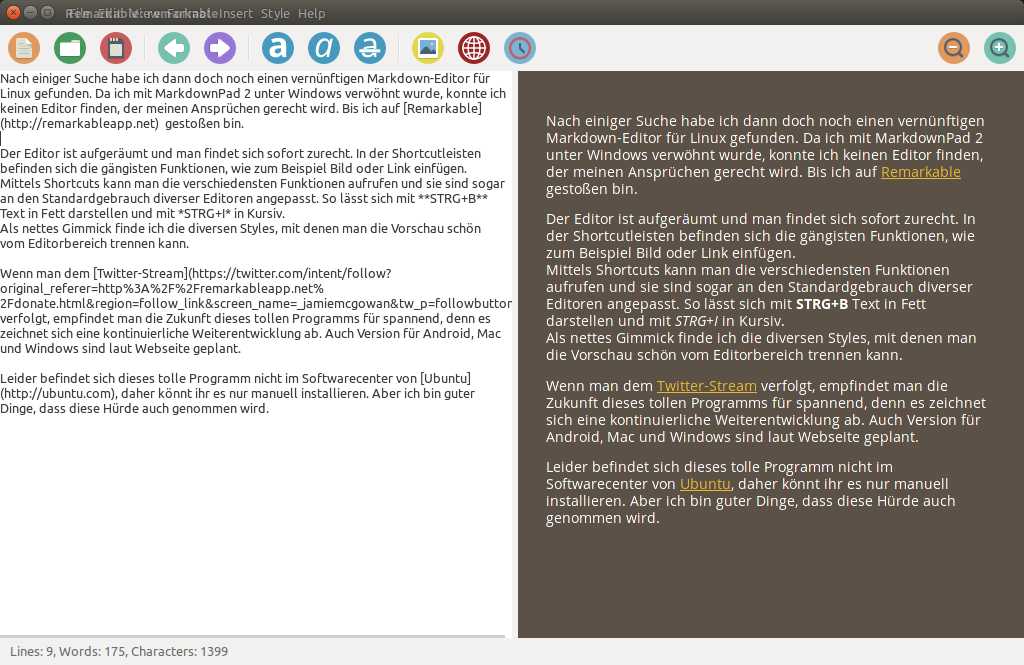 Remarkable: remarkable
File Edit View Format Insert Style Help
a a a
Nach einiger Suche habe ich dann doch noch einen vernünftigen Markdown-Editor für
Linux gefunden. Da ich mit MarkdownPad 2 unter Windows verwöhnt wurde, konnte ich
keinen Editor finden, der meinen Ansprüchen gerecht wird. Bis ich auf [Remarkable]
(http://remarkableapp.net) gestoßen bin.
Der Editor ist aufgeräumt und man findet sich sofort zurecht. In der Shortcutleisten
befinden sich die gängisten Funktionen, wie zum Beispiel Bild oder Link einfügen.
Mittels Shortcuts kann man die verschiedensten Funktionen aufrufen und sie sind sogar
an den Standardgebrauch diverser Editoren angepasst. So lässt sich mit **STRG+B**
Text in Fett darstellen und mit *STRG+I* in Kursiv.
Als nettes Gimmick finde ich die diversen Styles, mit denen man die Vorschau schön
vom Editorbereich trennen kann.
Wenn man dem [Twitter-Stream](https://twitter.com/intent/follow?
original_referer=http%3A%2F%2Fremarkableapp.net%
2Fdonate.html&region=follow_link&screen_name=_jamiemcgowan&tw_p=followbutton
verfolgt, empfindet man die Zukunft dieses tollen Programms für spannend, denn es
zeichnet sich eine kontinuierliche Weiterentwicklung ab. Auch Version für Android, Mac
und Windows sind laut Webseite geplant.
Leider befindet sich dieses tolle Programm nicht im Softwarecenter von [Ubuntu]
(http://ubuntu.com), daher könnt ihr es nur manuell installieren. Aber ich bin guter
Dinge, dass diese Hürde auch genommen wird.
Nach einiger Suche habe ich dann doch noch einen vernünftigen
Markdown-Editor für Linux gefunden. Da ich mit MarkdownPad 2
unter Windows verwöhnt wurde, konnte ich keinen Editor finden,
der meinen Ansprüchen gerecht wird. Bis ich auf Remarkable
gestoßen bin.
Der Editor ist aufgeräumt und man findet sich sofort zurecht. In
der Shortcutleisten befinden sich die gängisten Funktionen, wie
zum Beispiel Bild oder Link einfügen.
Mittels Shortcuts kann man die verschiedensten Funktionen
aufrufen und sie sind sogar an den Standardgebrauch diverser
Editoren angepasst. So lässt sich mit STRG+B Text in Fett
darstellen und mit STRG+I in Kursiv.
Als nettes Gimmick finde ich die diversen Styles, mit denen man
die Vorschau schön vom Editorbereich trennen kann.
Wenn man dem Twitter-Stream verfolgt, empfindet man die
Zukunft dieses tollen Programms für spannend, denn es zeichnet
sich eine kontinuierliche Weiterentwicklung ab. Auch Version für
Android, Mac und Windows sind laut Webseite geplant.
Leider befindet sich dieses tolle Programm nicht im
Softwarecenter von Ubuntu, daher könnt ihr es nur manuell
installieren. Aber ich bin guter Dinge, dass diese Hürde auch
genommen wird.
Lines: 9, Words: 175, Characters: 1399